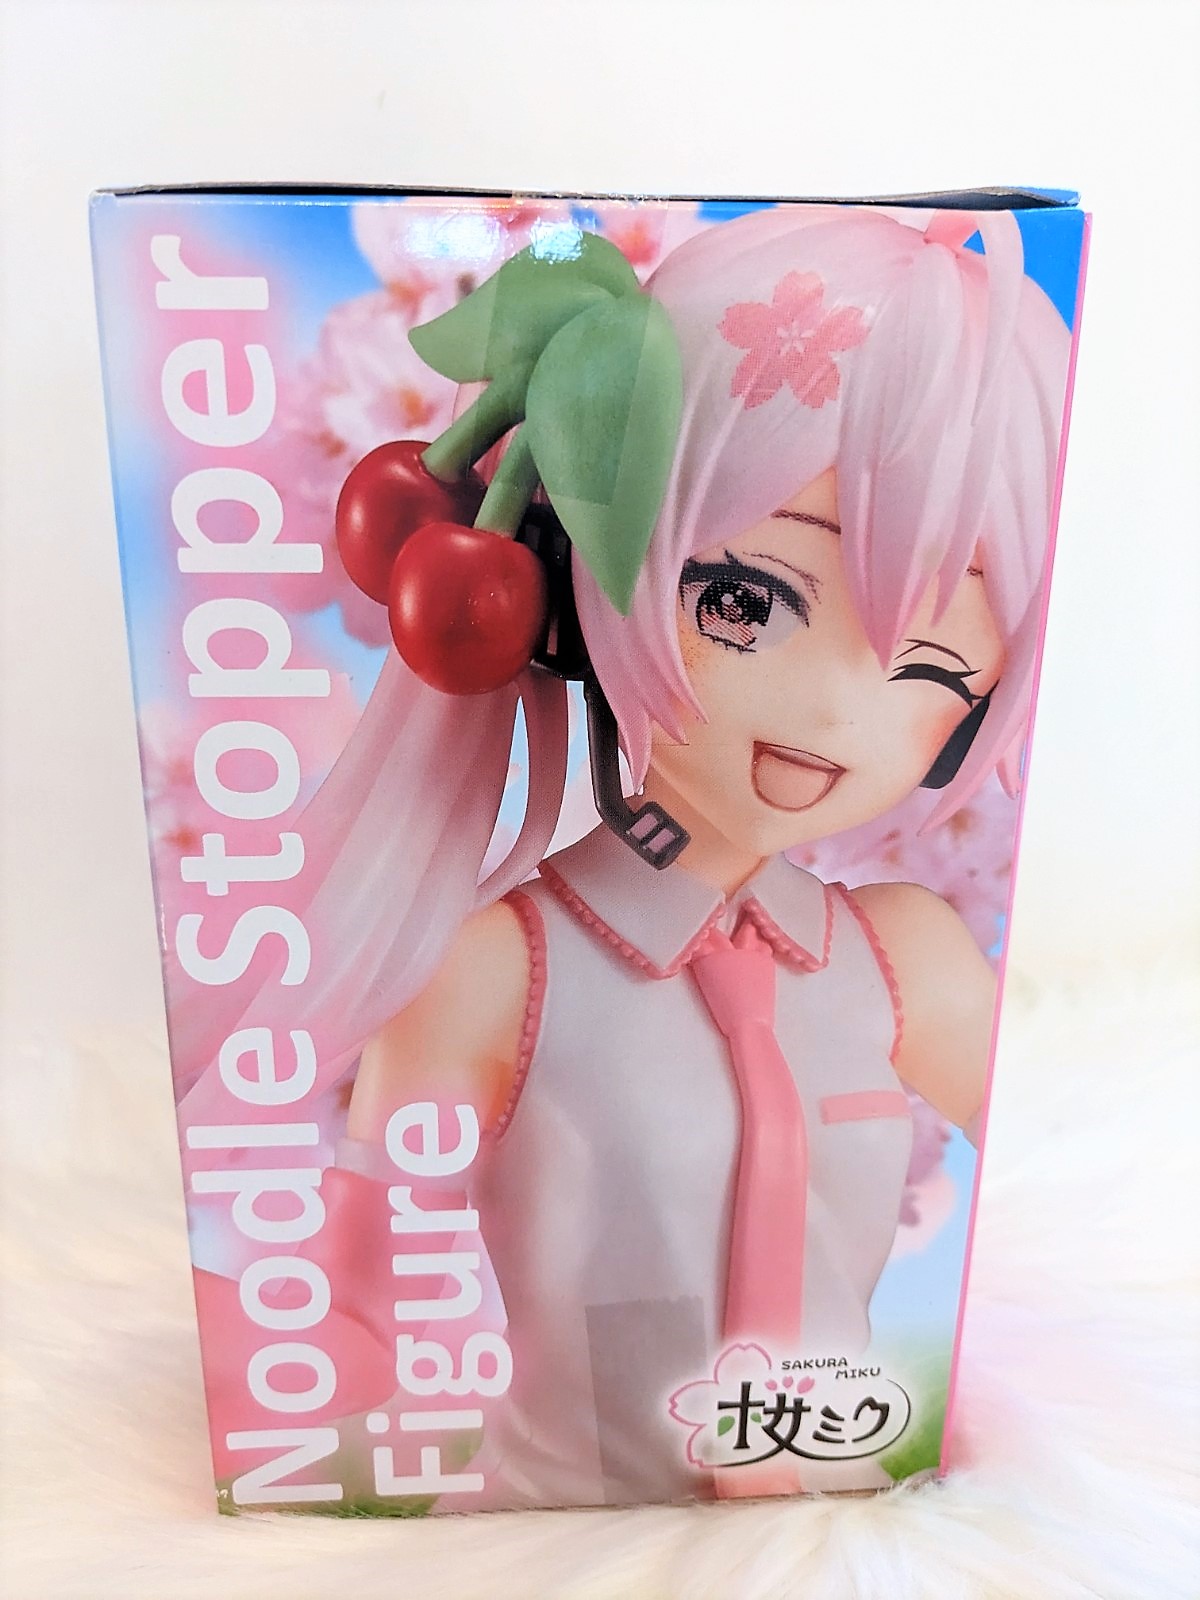 Noodle Stopper
Figure
SAKURA
MIKU
桜ミク